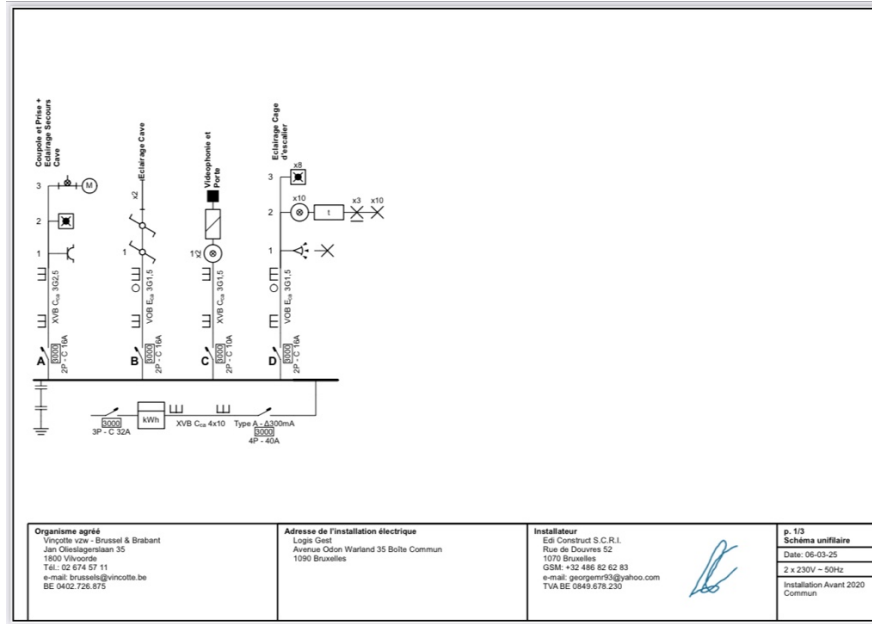 Coupole et Prise +
Eclairage Secours
Cave
Eclairage Cave
Videophonie et
Porte
Eclairage Cage
d'escalier
3
M
2
1
x2
1
1
x2
3
x8
2
x10
t
x3
x10
1
XVB Cca 3G2,5
VOB Eca 3G1,5
XVB Cca 3G1,5
VOB Eca 3G1,5
A
3000
2P - C 16A
B
3000
2P - C 16A
C
3000
2P - C 10A
D
3000
2P - C 16A
3000
3P - C 32A
kWh
XVB Cca 4x10
Type A - Δ300mA
3000
4P - 40A
Organisme agréé
Vinçotte vzw - Brussel & Brabant
Jan Olieslagerslaan 35
1800 Vilvoorde
Tél.: 02 674 57 11
e-mail: brussels@vincotte.be
BE 0402.726.875
Adresse de l'installation électrique
Logis Gest
Avenue Odon Warland 35 Boîte Commun
1090 Bruxelles
Installateur
Edi Construct S.C.R.I.
Rue de Douvres 52
1070 Bruxelles
GSM: +32 486 82 62 83
e-mail: georgemr93@yahoo.com
TVA BE 0849.678.230
p. 1/3
Schéma unifilaire
Date: 06-03-25
2 x 230V ~ 50Hz
Installation Avant 2020
Commun